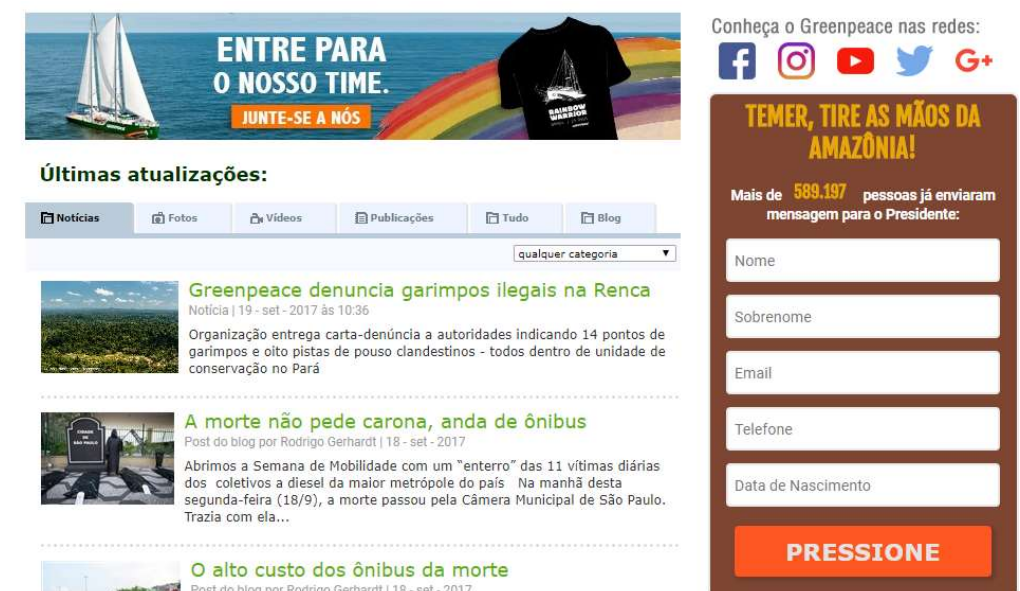 ENTRE PARA
O NOSSO TIME.
JUNTE-SE A NÓS
RAINBOW
WARRIOR
GREENPEACE
Conheça o Greenpeace nas redes:
G+
Últimas atualizações:
Notícias
Fotos
Vídeos
Publicações
Tudo
Blog
qualquer categoria
Greenpeace denuncia garimpos ilegais na Renca
Notícia | 19 - set - 2017 às 10:36
Organização entrega carta-denúncia a autoridades indicando 14 pontos de
garimpos e oito pistas de pouso clandestinos - todos dentro de unidade de
conservação no Pará
CIDADE
DE
SÃO PAULO
A morte não pede carona, anda de ônibus
Post do blog por Rodrigo Gerhardt | 18 - set - 2017
Abrimos a Semana de Mobilidade com um “enterro” das 11 vítimas diárias
dos coletivos a diesel da maior metrópole do país Na manhã desta
segunda-feira (18/9), a morte passou pela Câmera Municipal de São Paulo.
Trazia com ela...
O alto custo dos ônibus da morte
Post do blog por Rodrigo Gerhardt | 18 - set - 2017
TEMER, TIRE AS MÃOS DA
AMAZÔNIA!
Mais de 589.197 pessoas já enviaram
mensagem para o Presidente:
Nome
Sobrenome
Email
Telefone
Data de Nascimento
PRESSIONE